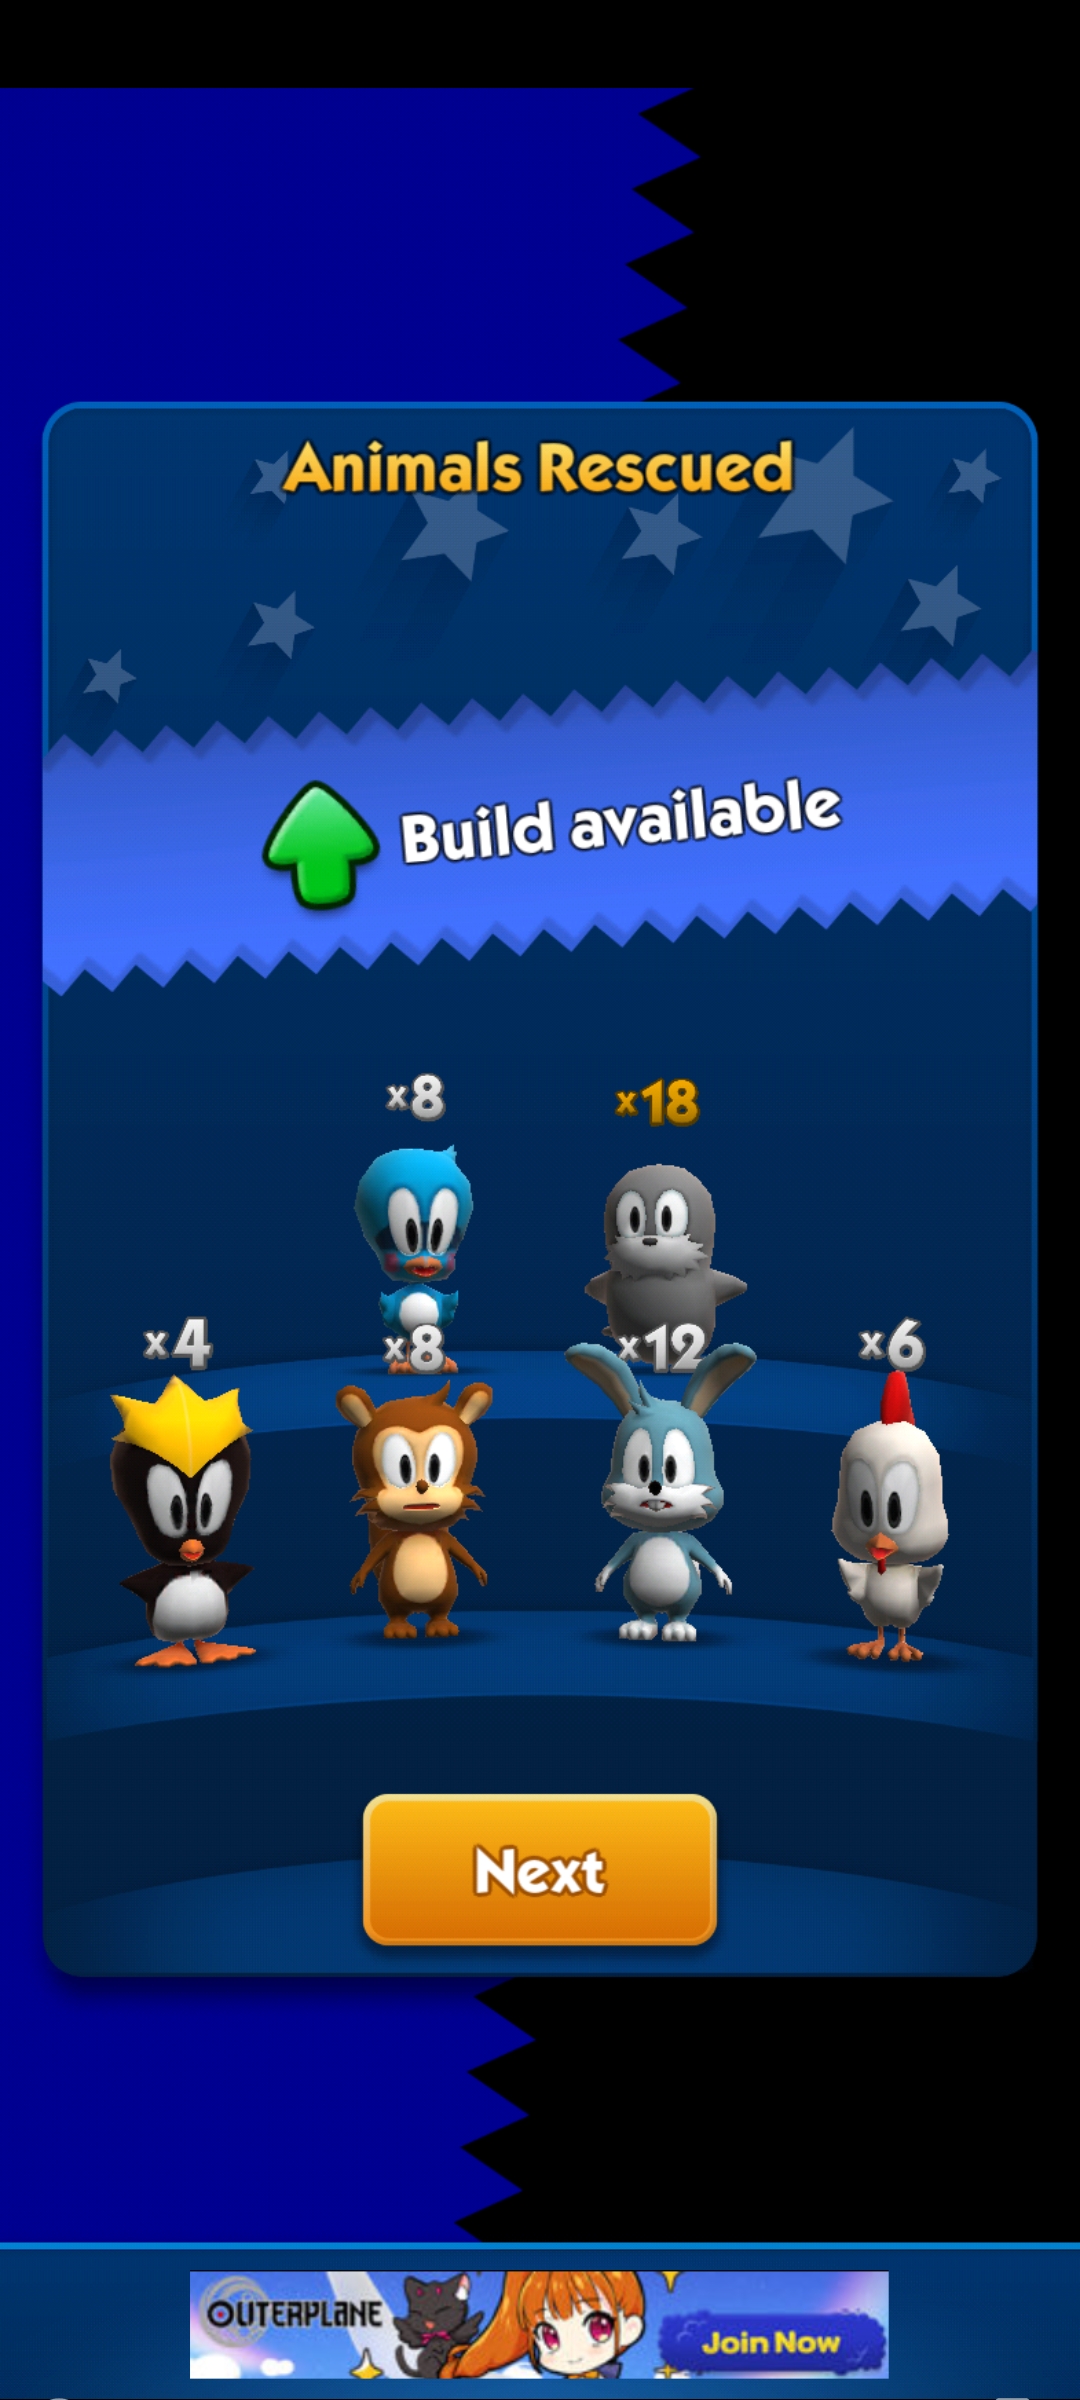 Animals Rescued
Build available
x8 x18
x4 x8 x12 x6
Next
OUTERPLANE
Join Now